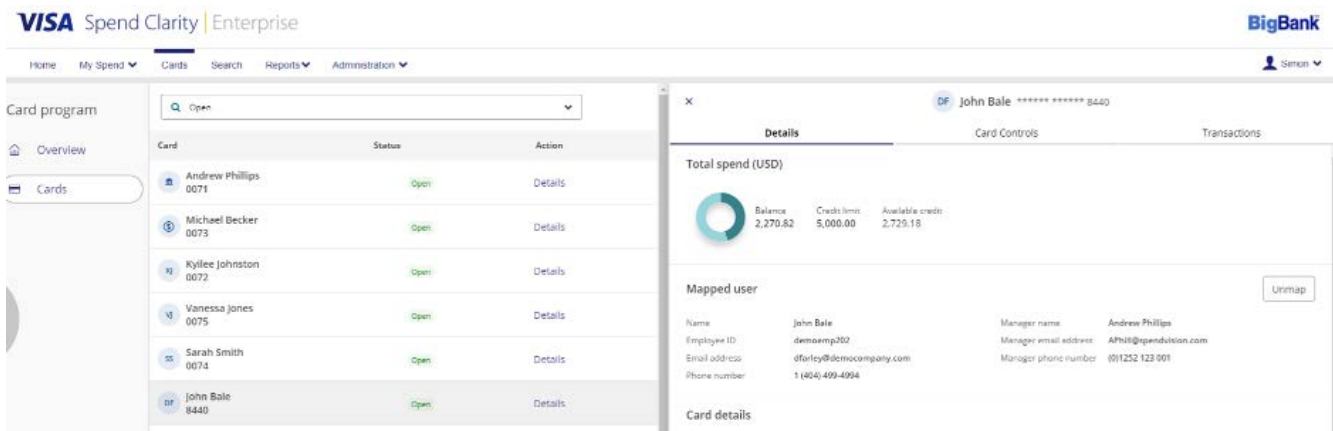 VISA Spend Clarity | Enterprise
BigBank
Home My Spend Cards Search Reports Administration Simon
Card program
Overview
Cards
Open
Card Status Action
Andrew Phillips
0071 Open Details
Michael Becker
0073 Open Details
Kyllee Johnston
0072 Open Details
Vanessa Jones
0075 Open Details
Sarah Smith
0074 Open Details
DF John Bale
8440 Open Details
DF John Bale ****** ****** 8440
Details Card Controls Transactions
Total spend (USD)
Balance Credit limit Available credit
2,270.82 5,000.00 2,729.18
Mapped user Unmap
Name John Bale Manager name Andrew Phillips
Employee ID demoemp202 Manager email address APhill@spendvision.com
Email address dfarley@democompany.com Manager phone number (0)1252 123 001
Phone number 1 (404) 499-4994
Card details